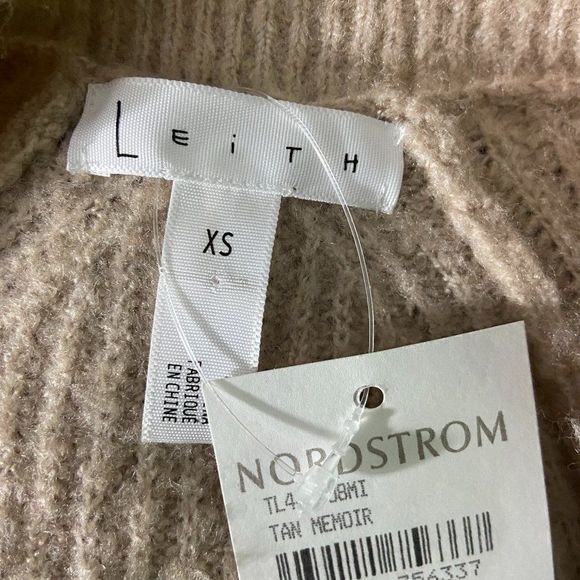 LEiTH
XS
FABRIQUE
EN CHINE
NORDSTROM
TAN MEMOIR